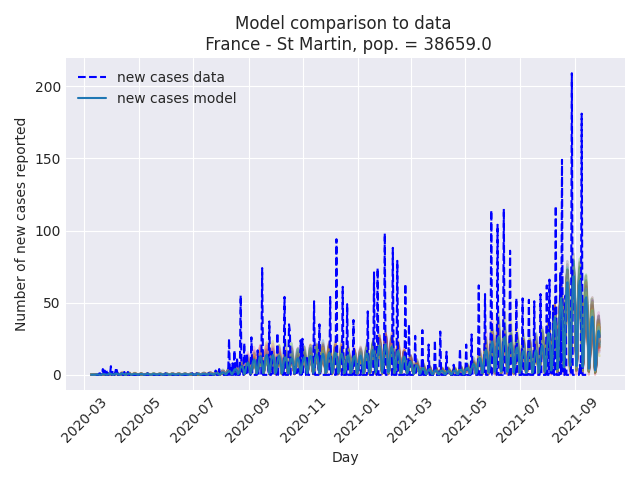 Model comparison to data
France - St Martin, pop. = 38659.0
new cases data
new cases model
Number of new cases reported
200
150
100
50
0
2020-03
2020-05
2020-07
2020-09
2020-11
2021-01
2021-03
2021-05
2021-07
2021-09
Day